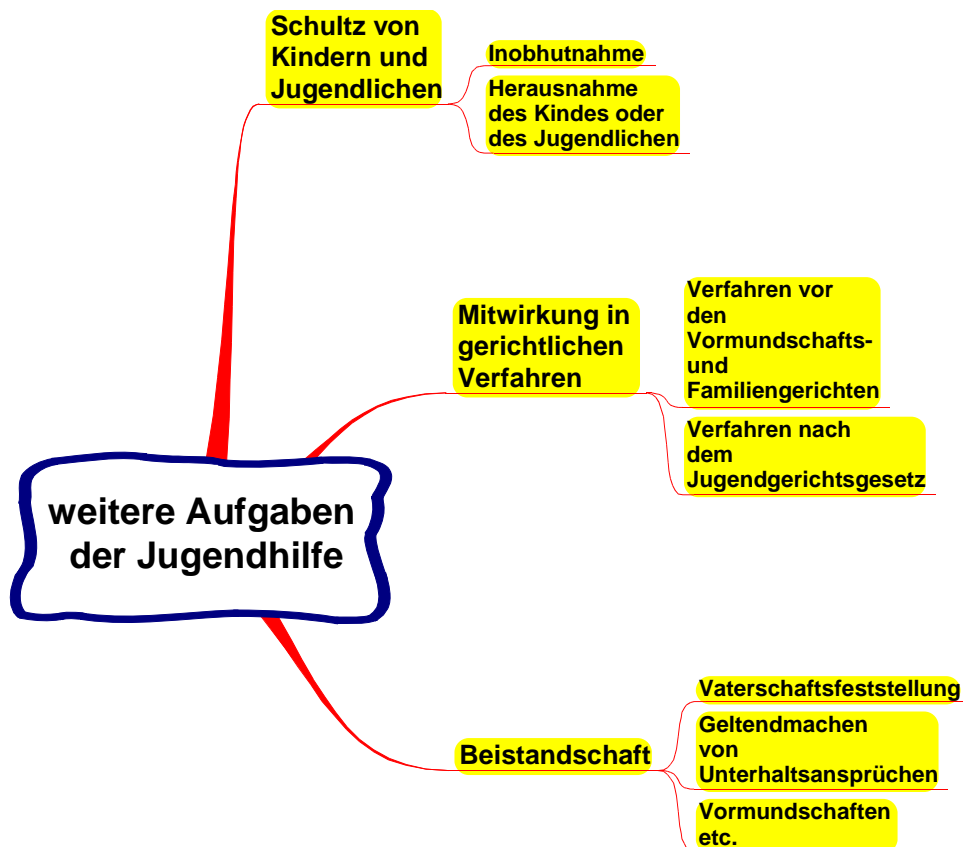 Schultz von
Kindern und
Jugendlichen
Inobhutnahme
Herausnahme
des Kindes oder
des Jugendlichen
Mitwirkung in
gerichtlichen
Verfahren
Verfahren vor
den
Vormundschafts-
und
Familiengerichten
Verfahren nach
dem
Jugendgerichtsgesetz
weitere Aufgaben
der Jugendhilfe
Beistandschaft
Vaterschaftsfeststellung
Geltendmachen
von
Unterhaltsansprüchen
Vormundschaften
etc.